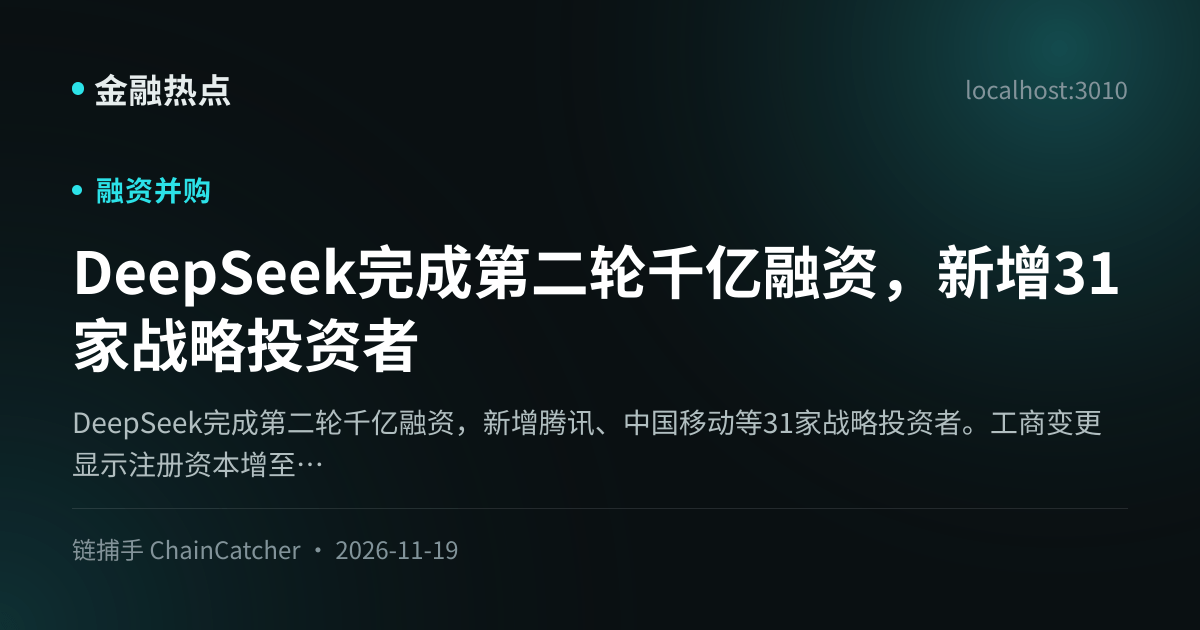 金融热点
localhost:3010
融资并购
DeepSeek完成第二轮千亿融资，新增31
家战略投资者
DeepSeek完成第二轮千亿融资，新增腾讯、中国移动等31家战略投资者。工商变更
显示注册资本增至…
链捕手 ChainCatcher · 2026-11-19